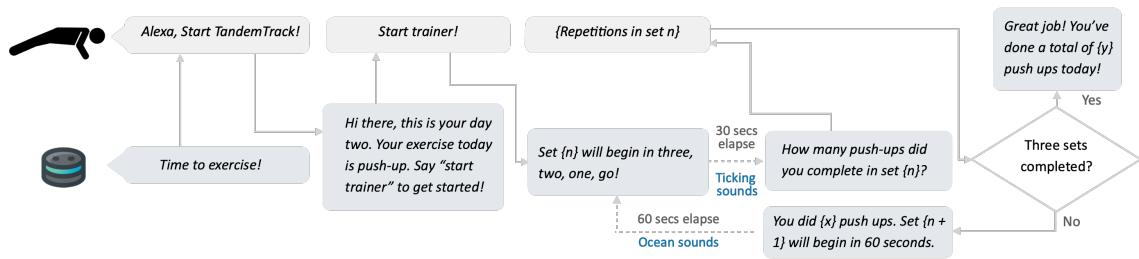 Alexa, Start TandemTrack!
Start trainer!
{Repetitions in set n}
Great job! You've
done a total of {y}
push ups today!
Time to exercise!
Hi there, this is your day
two. Your exercise today
is push-up. Say "start
trainer" to get started!
Set {n} will begin in three,
two, one, go!
30 secs
elapse
Ticking
sounds
How many push-ups did
you complete in set {n}?
Yes
Three sets
completed?
No
You did {x} push ups. Set {n +
1} will begin in 60 seconds.
60 secs elapse
Ocean sounds